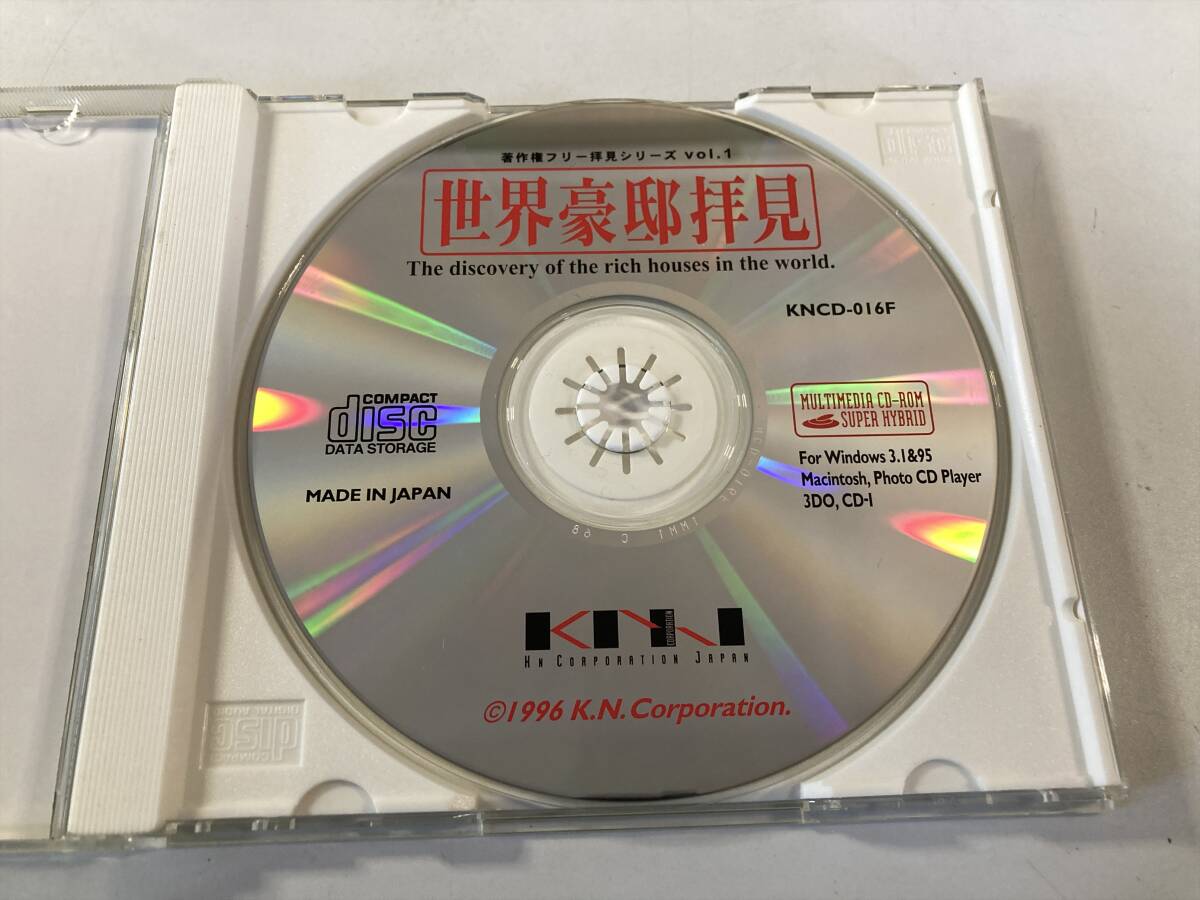 著作権フリー拝見シリーズ vol.1
世界豪邸拝見
The discovery of the rich houses in the world.
KNCD-016F
COMPACT
disc
DATA STORAGE
MADE IN JAPAN
MULTIMEDIA CD-ROM
SUPER HYBRID
For Windows 3.1&95
Macintosh, Photo CD Player
3DO, CD-I
KN
CORPORATION
KN CORPORATION JAPAN
©1996 K.N.Corporation.